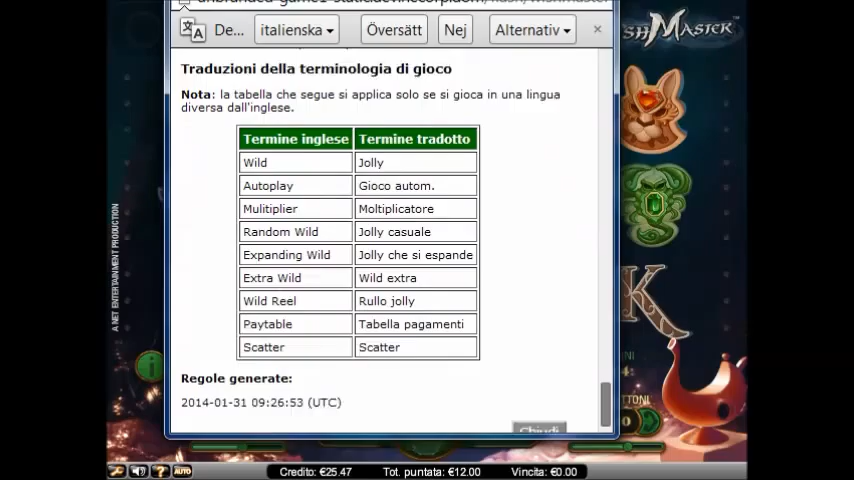 De... italienska Översätt Nej Alternativ ×
Traduzioni della terminologia di gioco
Nota: la tabella che segue si applica solo se si gioca in una lingua
diversa dall'inglese.
Termine inglese Termine tradotto
Wild Jolly
Autoplay Gioco autom.
Mulitiplier Moltiplicatore
Random Wild Jolly casuale
Expanding Wild Jolly che si espande
Extra Wild Wild extra
Wild Reel Rullo jolly
Paytable Tabella pagamenti
Scatter Scatter
Regole generate:
2014-01-31 09:26:53 (UTC)
Chiudi
A NET ENTERTAINMENT PRODUCTION
MASTER
K
AUTO
Credito: €25.47 Tot. puntata: €12.00 Vincita: €0.00